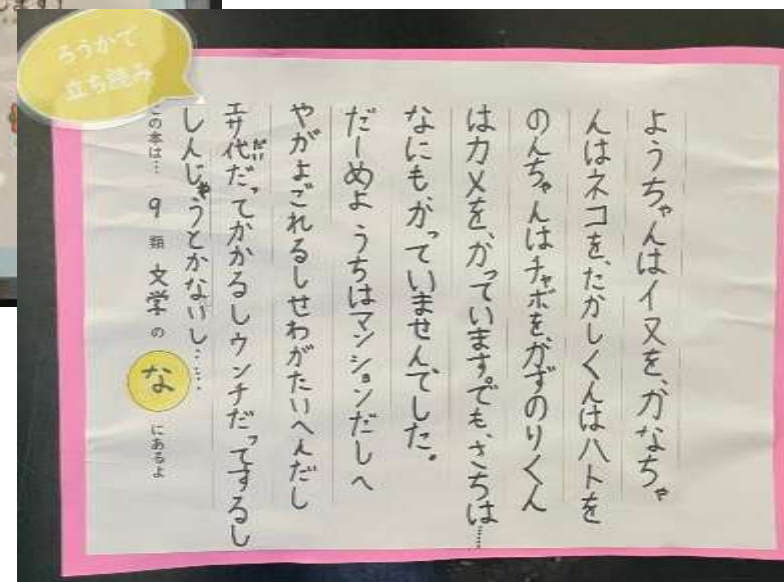 ろうかで
立ち読み
ようちゃんはイヌを、かなちゃ
んはネコを、たかしくんはハトを
のんちゃんはチャボを、かずのりくん
はカメを、かっています。でも、さちは……
なにもかっていませんでした。
だーめよ うちはマンションだしへ
やがよごれるしせわがたいへんだし
エサ代だってかかるしウンチだってするし
だい
しんじゃうとかないし……
この本は… 9 類 文学 の な にあるよ